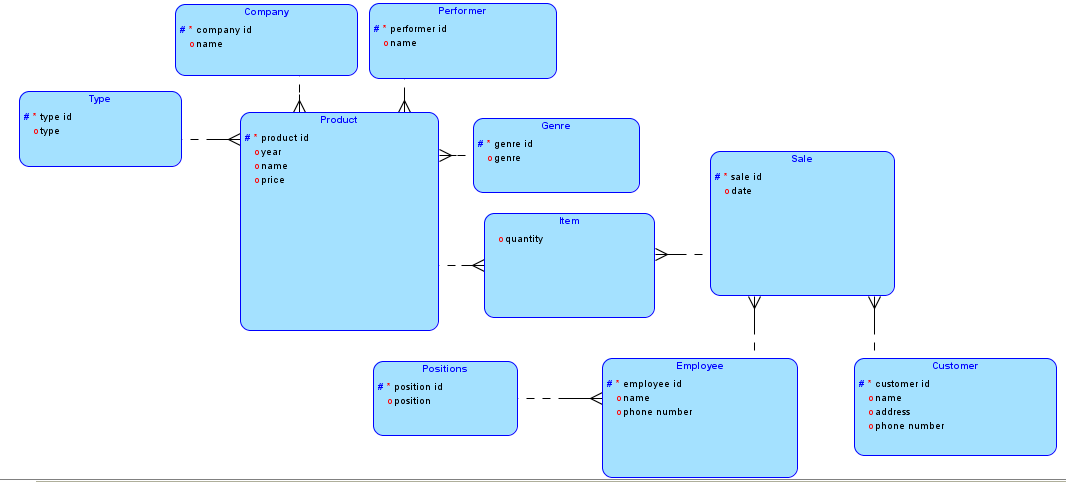 Company
# * company id
o name
Performer
# * performer id
o name
Type
# * type id
o type
Product
# * product id
o year
o name
o price
Genre
# * genre id
o genre
Sale
# * sale id
o date
Item
o quantity
Positions
# * position id
o position
Employee
# * employee id
o name
o phone number
Customer
# * customer id
o name
o address
o phone number